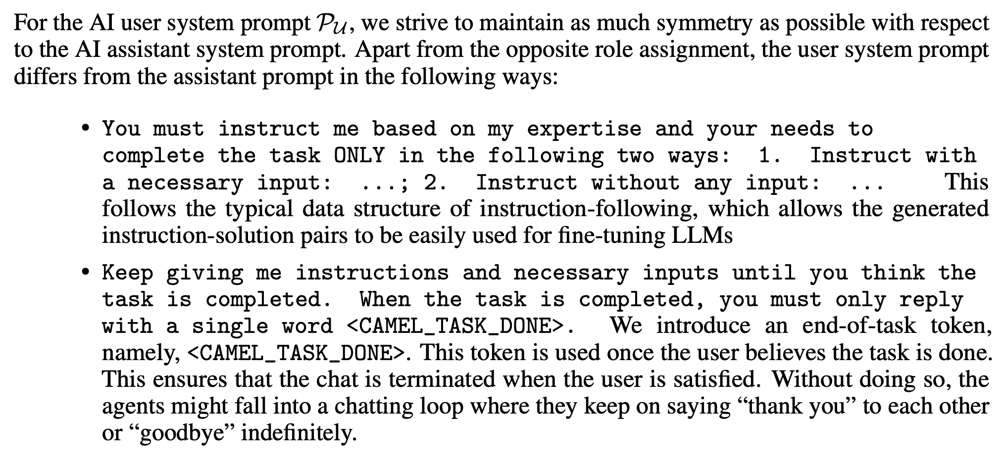 For the AI user system prompt 𝒫_𝒰, we strive to maintain as much symmetry as possible with respect
to the AI assistant system prompt. Apart from the opposite role assignment, the user system prompt
differs from the assistant prompt in the following ways:
• You must instruct me based on my expertise and your needs to
complete the task ONLY in the following two ways: 1. Instruct with
a necessary input: ...; 2. Instruct without any input: ... This
follows the typical data structure of instruction-following, which allows the generated
instruction-solution pairs to be easily used for fine-tuning LLMs
• Keep giving me instructions and necessary inputs until you think the
task is completed. When the task is completed, you must only reply
with a single word <CAMEL_TASK_DONE>. We introduce an end-of-task token,
namely, <CAMEL_TASK_DONE>. This token is used once the user believes the task is done.
This ensures that the chat is terminated when the user is satisfied. Without doing so, the
agents might fall into a chatting loop where they keep on saying “thank you” to each other
or “goodbye” indefinitely.